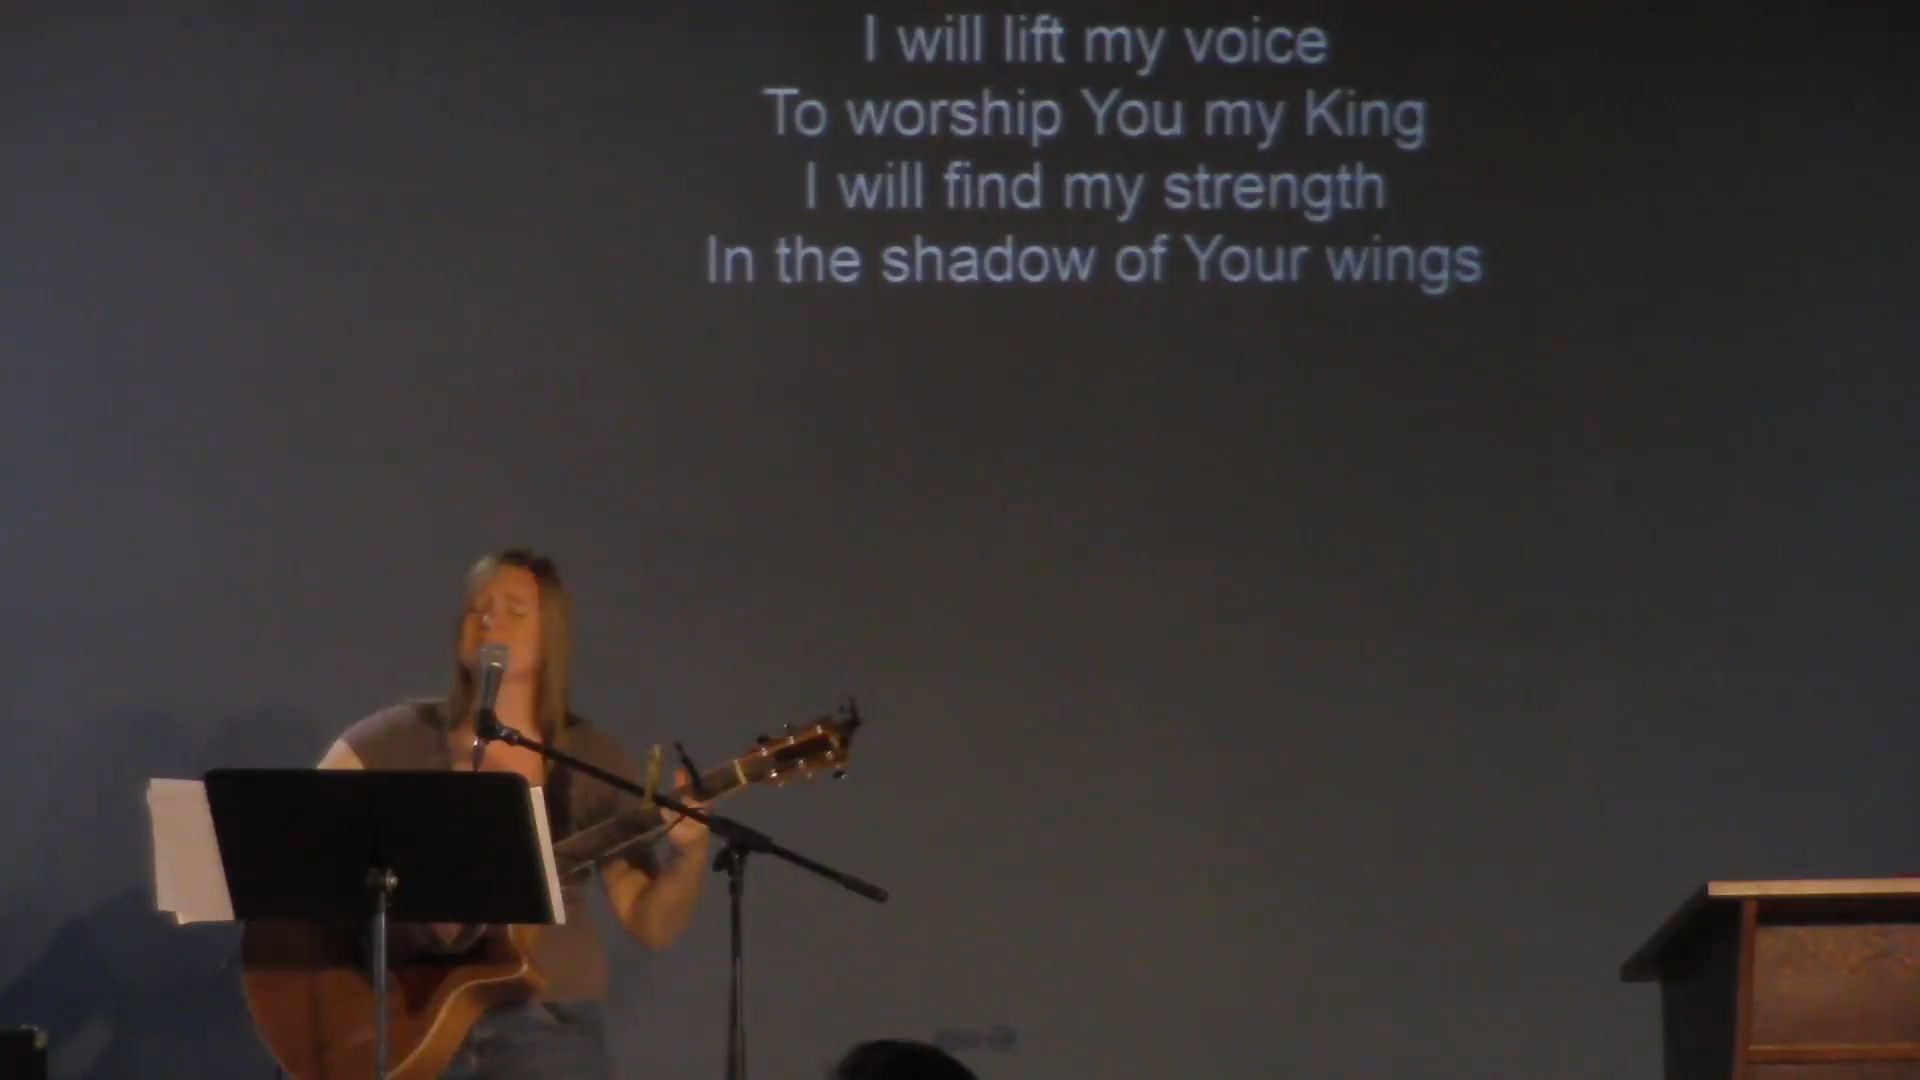 I will lift my voice
To worship You my King
I will find my strength
In the shadow of Your wings